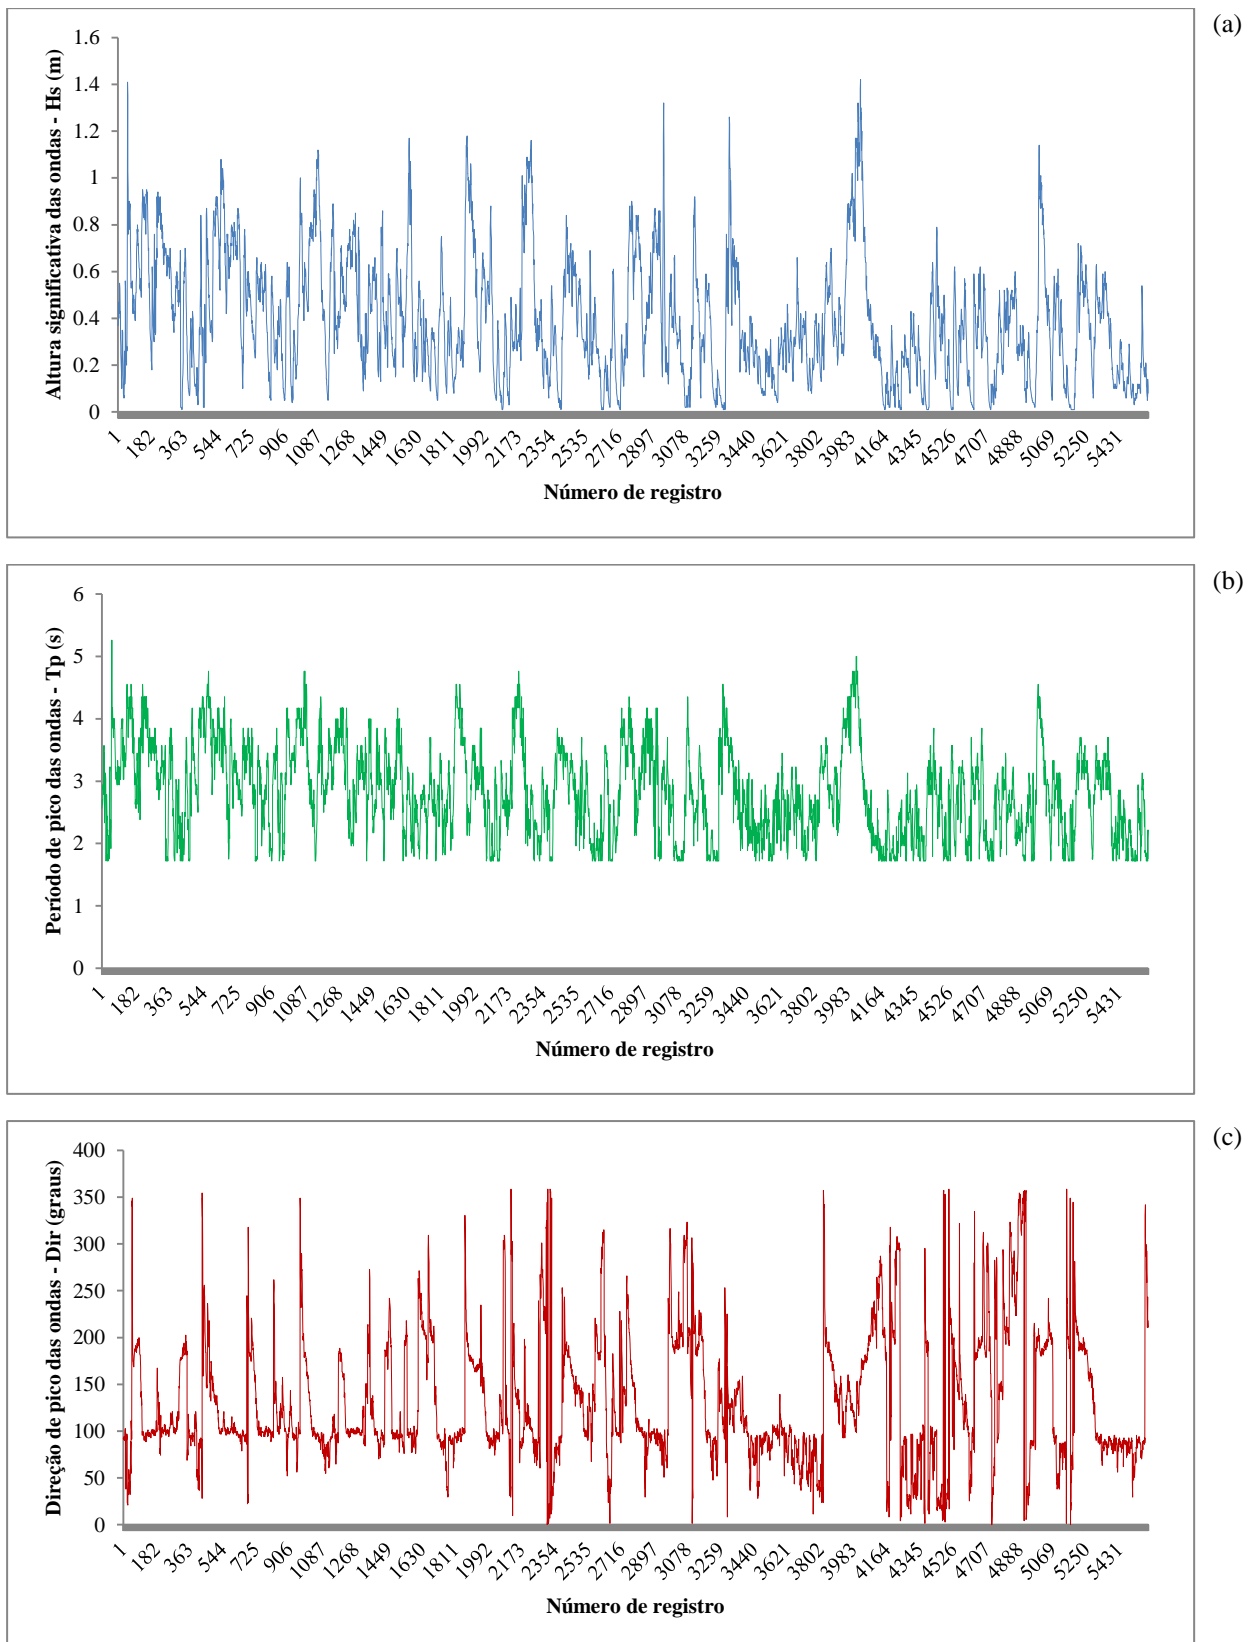 (a)
Altura significativa das ondas - Hs (m)
1.6
1.4
1.2
1
0.8
0.6
0.4
0.2
0
1 182 363 544 725 906 1087 1268 1449 1630 1811 1992 2173 2354 2535 2716 2897 3078 3259 3440 3621 3802 3983 4164 4345 4526 4707 4888 5069 5250 5431
Número de registro
(b)
Período de pico das ondas - Tp (s)
6
5
4
3
2
1
0
1 182 363 544 725 906 1087 1268 1449 1630 1811 1992 2173 2354 2535 2716 2897 3078 3259 3440 3621 3802 3983 4164 4345 4526 4707 4888 5069 5250 5431
Número de registro
(c)
Direção de pico das ondas - Dir (graus)
400
350
300
250
200
150
100
50
0
1 182 363 544 725 906 1087 1268 1449 1630 1811 1992 2173 2354 2535 2716 2897 3078 3259 3440 3621 3802 3983 4164 4345 4526 4707 4888 5069 5250 5431
Número de registro